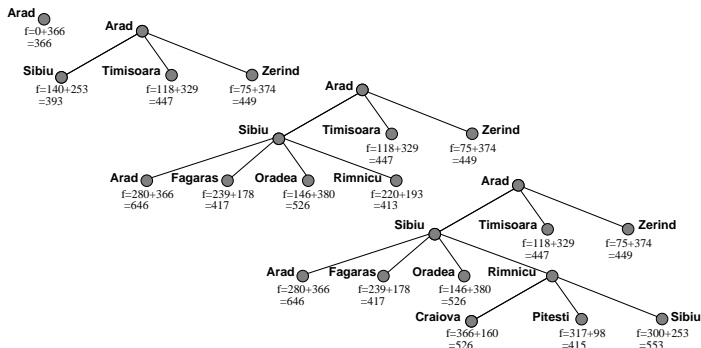 Arad
f=0+366
=366
Arad
Sibiu
f=140+253
=393
Timisoara
f=118+329
=447
Zerind
f=75+374
=449
Arad
Sibiu
Timisoara
f=118+329
=447
Zerind
f=75+374
=449
Arad
f=280+366
=646
Fagaras
f=239+178
=417
Oradea
f=146+380
=526
Rimnicu
f=220+193
=413
Arad
Sibiu
Timisoara
f=118+329
=447
Zerind
f=75+374
=449
Arad
f=280+366
=646
Fagaras
f=239+178
=417
Oradea
f=146+380
=526
Rimnicu
Craiova
f=366+160
=526
Pitesti
f=317+98
=415
Sibiu
f=300+253
=553